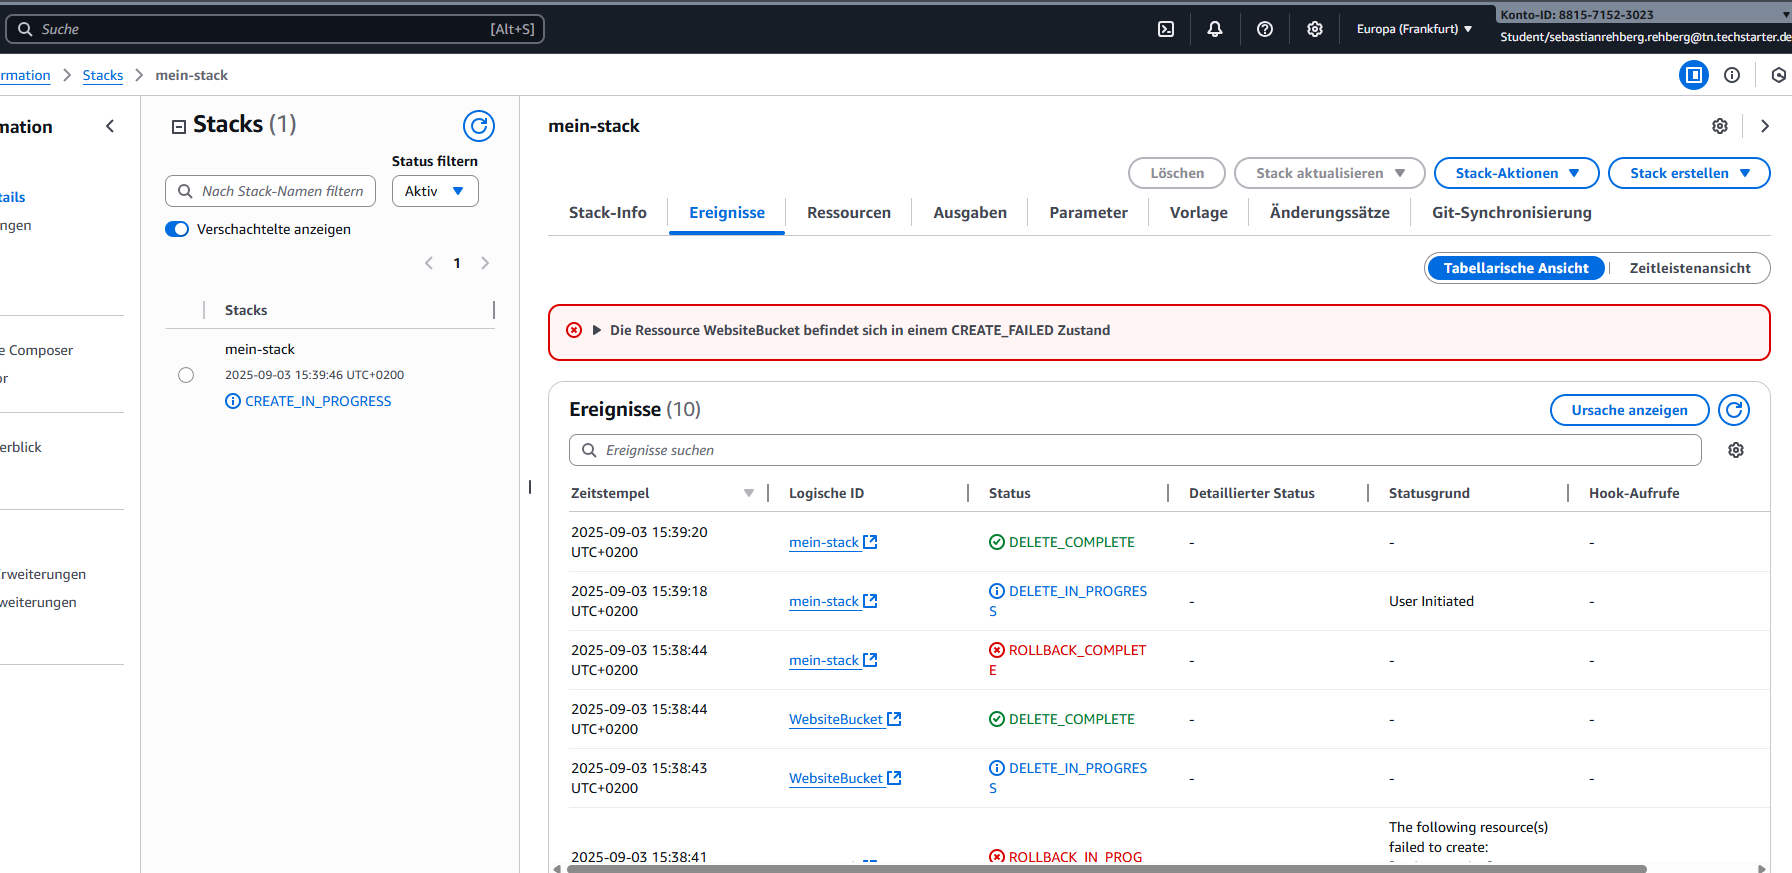 Suche
[Alt+S]
Europa (Frankfurt)
Konto-ID: 8815-7152-3023
Student/sebastianrehberg.rehberg@tn.techstarter.de
rmation
Stacks
mein-stack
mation
tails
ngen
e Composer
or
erblick
Erweiterungen
weiterungen
Stacks (1)
Status filtern
Nach Stack-Namen filtern
Aktiv
Verschachtelte anzeigen
1
Stacks
mein-stack
2025-09-03 15:39:46 UTC+0200
CREATE_IN_PROGRESS
mein-stack
Löschen
Stack aktualisieren
Stack-Aktionen
Stack erstellen
Stack-Info
Ereignisse
Ressourcen
Ausgaben
Parameter
Vorlage
Änderungssätze
Git-Synchronisierung
Tabellarische Ansicht
Zeitleistenansicht
Die Ressource WebsiteBucket befindet sich in einem CREATE_FAILED Zustand
Ereignisse (10)
Ursache anzeigen
Ereignisse suchen
Zeitstempel
Logische ID
Status
Detaillierter Status
Statusgrund
Hook-Aufrufe
2025-09-03 15:39:20
UTC+0200
mein-stack
DELETE_COMPLETE
-
-
-
2025-09-03 15:39:18
UTC+0200
mein-stack
DELETE_IN_PROGRES
S
-
User Initiated
-
2025-09-03 15:38:44
UTC+0200
mein-stack
ROLLBACK_COMPLET
E
-
-
-
2025-09-03 15:38:44
UTC+0200
WebsiteBucket
DELETE_COMPLETE
-
-
-
2025-09-03 15:38:43
UTC+0200
WebsiteBucket
DELETE_IN_PROGRES
S
-
-
-
2025-09-03 15:38:41
ROLLBACK_IN_PROG
The following resource(s)
failed to create: